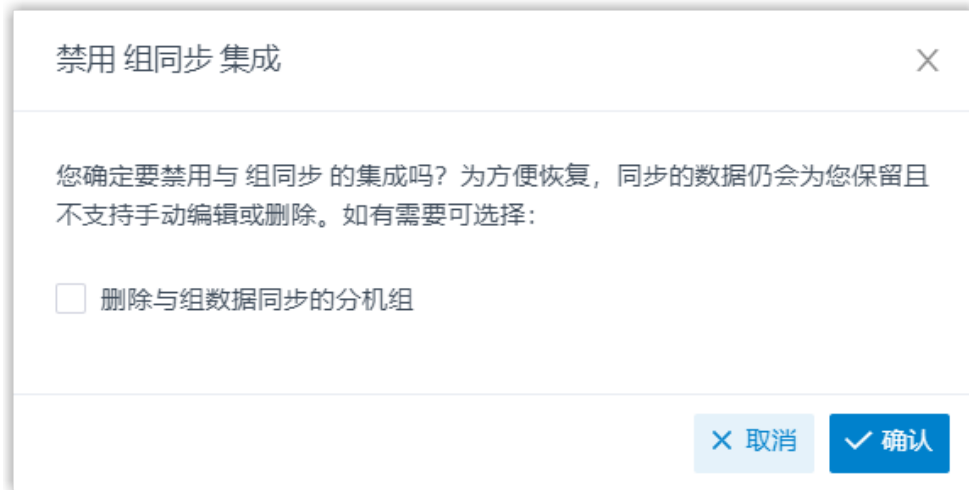 禁用 组同步 集成
您确定要禁用与 组同步 的集成吗？为方便恢复，同步的数据仍会为您保留且
不支持手动编辑或删除。如有需要可选择：
删除与组数据同步的分机组
取消
确认